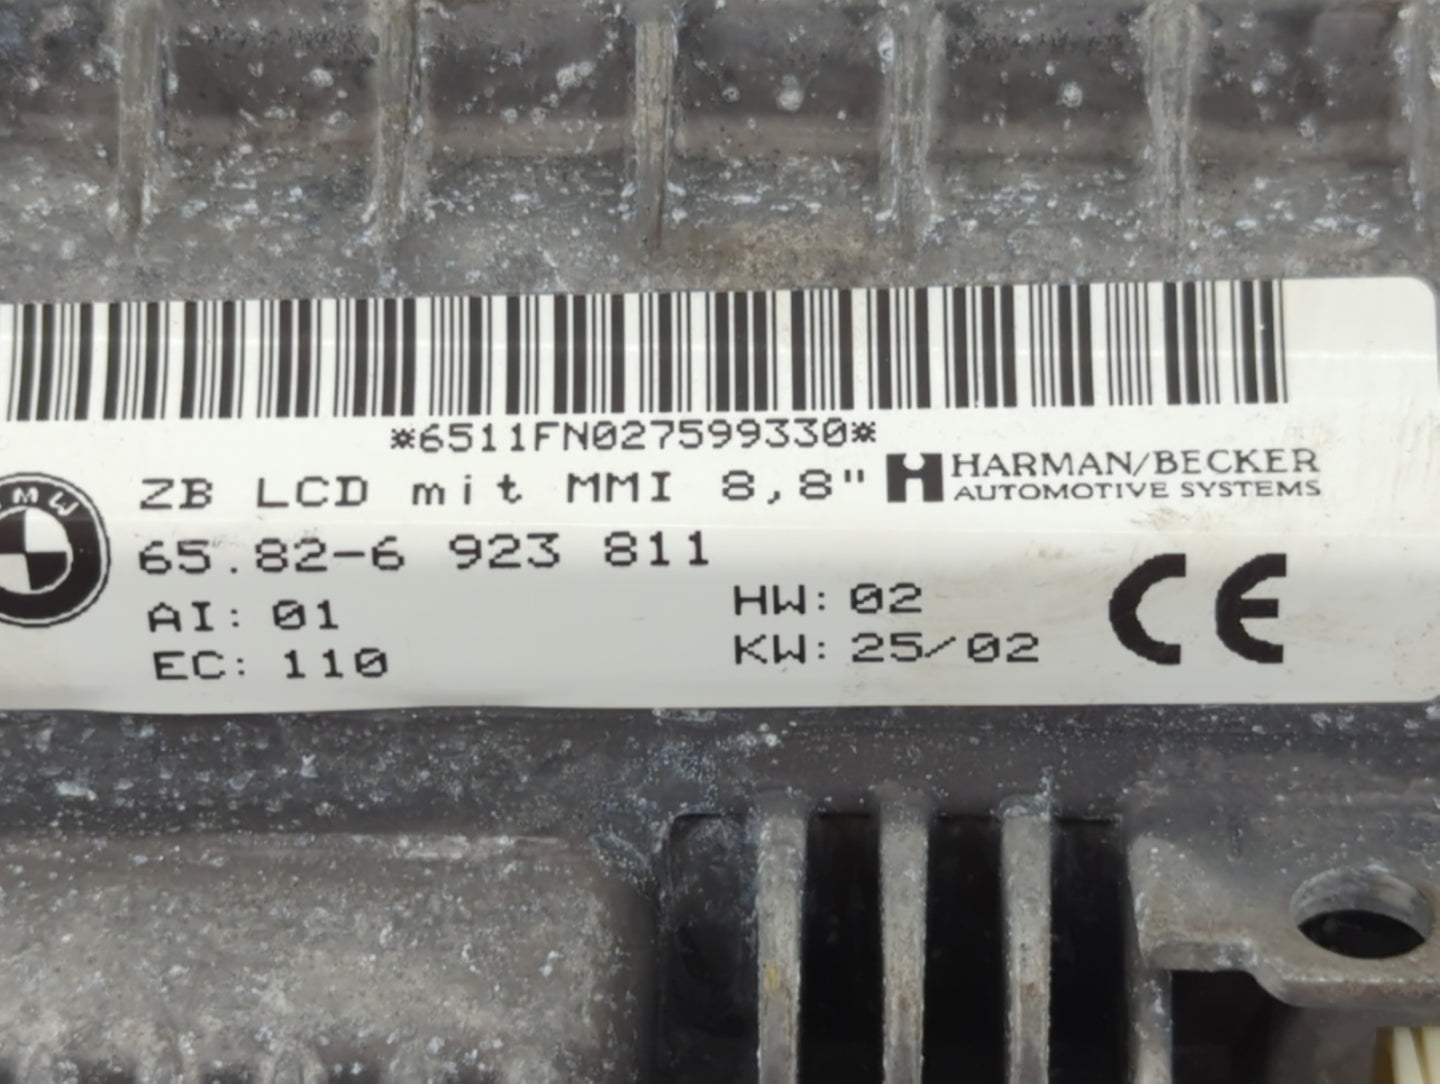 *6511FN027599330*
ZB LCD mit MMI 8,8"
HARMAN/BECKER
AUTOMOTIVE SYSTEMS
BMW
65.82-6 923 811
AI: 01
HW: 02
EC: 110
KW: 25/02
CE